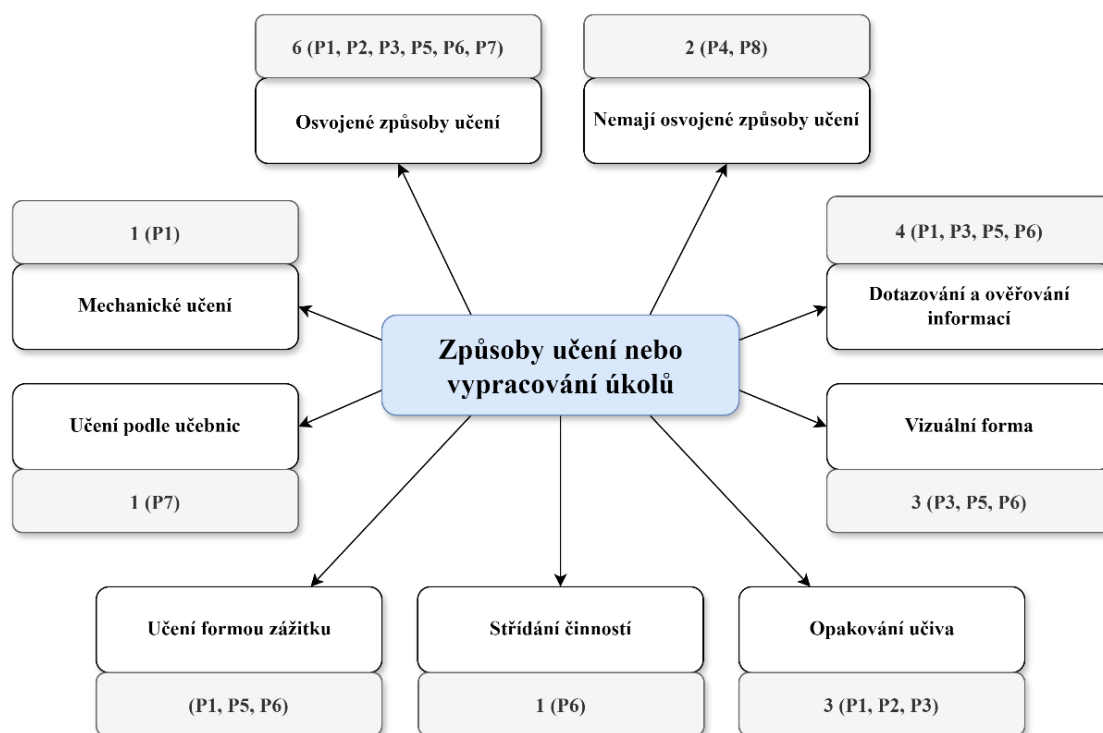 6 (P1, P2, P3, P5, P6, P7)
Osvojené způsoby učení
2 (P4, P8)
Nemají osvojené způsoby učení
1 (P1)
Mechanické učení
4 (P1, P3, P5, P6)
Dotazování a ověřování
informací
Způsoby učení nebo
vypracování úkolů
Učení podle učebnic
1 (P7)
Vizuální forma
3 (P3, P5, P6)
Učení formou zážitku
(P1, P5, P6)
Střídání činností
1 (P6)
Opakování učiva
3 (P1, P2, P3)